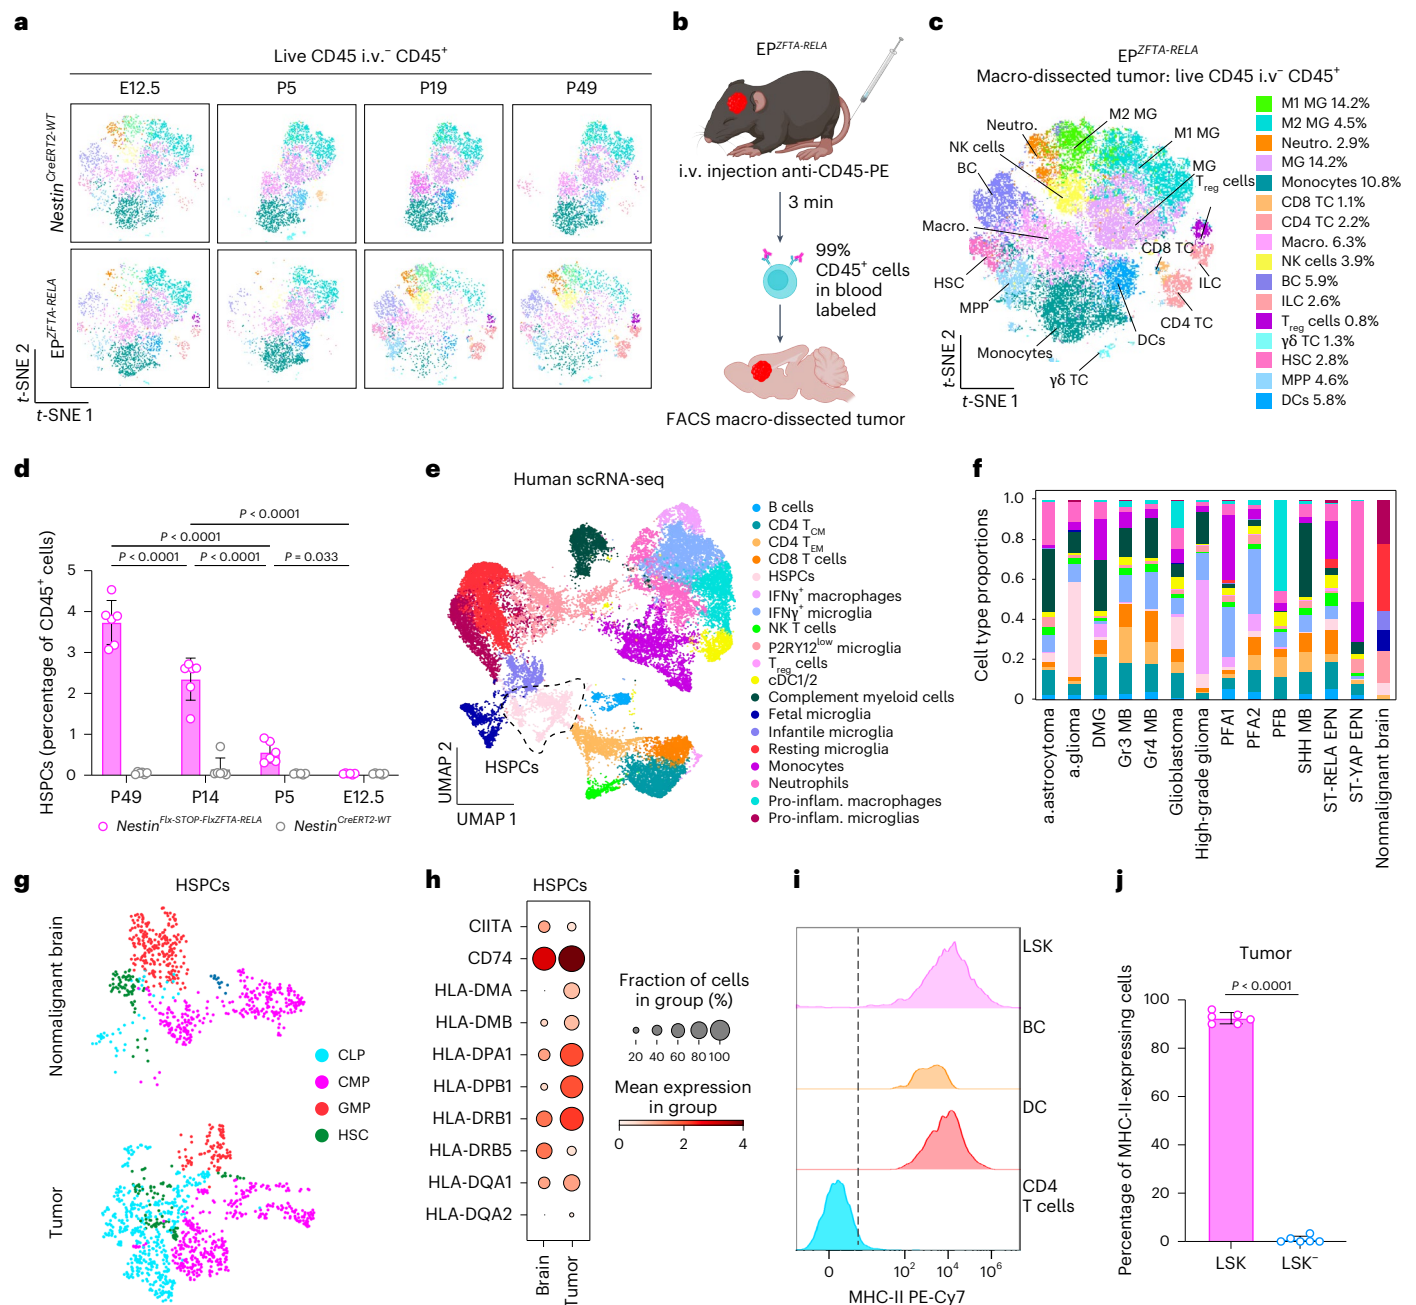 a
Live CD45 i.v.⁻ CD45⁺
E12.5
P5
P19
P49
Nestin^CreERT2-WT
EP^ZFTA-RELA
t-SNE 2
t-SNE 1
b
EP^ZFTA-RELA
i.v. injection anti-CD45-PE
3 min
99%
CD45⁺ cells
in blood
labeled
FACS macro-dissected tumor
c
EP^ZFTA-RELA
Macro-dissected tumor: live CD45 i.v⁻ CD45⁺
Neutro.
M2 MG
NK cells
M1 MG
BC
MG
T_reg cells
Macro.
CD8 TC
HSC
ILC
MPP
CD4 TC
Monocytes
DCs
γδ TC
t-SNE 2
t-SNE 1
M1 MG 14.2%
M2 MG 4.5%
Neutro. 2.9%
MG 14.2%
Monocytes 10.8%
CD8 TC 1.1%
CD4 TC 2.2%
Macro. 6.3%
NK cells 3.9%
BC 5.9%
ILC 2.6%
T_reg cells 0.8%
γδ TC 1.3%
HSC 2.8%
MPP 4.6%
DCs 5.8%
d
P < 0.0001
P < 0.0001
P < 0.0001 P < 0.0001 P = 0.033
HSPCs (percentage of CD45⁺ cells)
5
4
3
2
1
0
P49 P14 P5 E12.5
Nestin^Flx-STOP-FlxZFTA-RELA Nestin^CreERT2-WT
e
Human scRNA-seq
HSPCs
UMAP 2
UMAP 1
B cells
CD4 T_CM
CD4 T_EM
CD8 T cells
HSPCs
IFNγ⁺ macrophages
IFNγ⁺ microglia
NK T cells
P2RY12^low microglia
T_reg cells
cDC1/2
Complement myeloid cells
Fetal microglia
Infantile microglia
Resting microglia
Monocytes
Neutrophils
Pro-inflam. macrophages
Pro-inflam. microglias
f
Cell type proportions
1.0
0.8
0.6
0.4
0.2
0
a.astrocytoma
a.glioma
DMG
Gr3 MB
Gr4 MB
Glioblastoma
High-grade glioma
PFA1
PFA2
PFB
SHH MB
ST-RELA EPN
ST-YAP EPN
Nonmalignant brain
g
HSPCs
Nonmalignant brain
Tumor
CLP
CMP
GMP
HSC
h
HSPCs
CIITA
CD74
HLA-DMA
HLA-DMB
HLA-DPA1
HLA-DPB1
HLA-DRB1
HLA-DRB5
HLA-DQA1
HLA-DQA2
Brain
Tumor
Fraction of cells
in group (%)
20 40 60 80 100
Mean expression
in group
0 2 4
i
LSK
BC
DC
CD4
T cells
0 10² 10⁴ 10⁶
MHC-II PE-Cy7
j
Tumor
P < 0.0001
Percentage of MHC-II-expressing cells
100
80
60
40
20
0
LSK LSK⁻